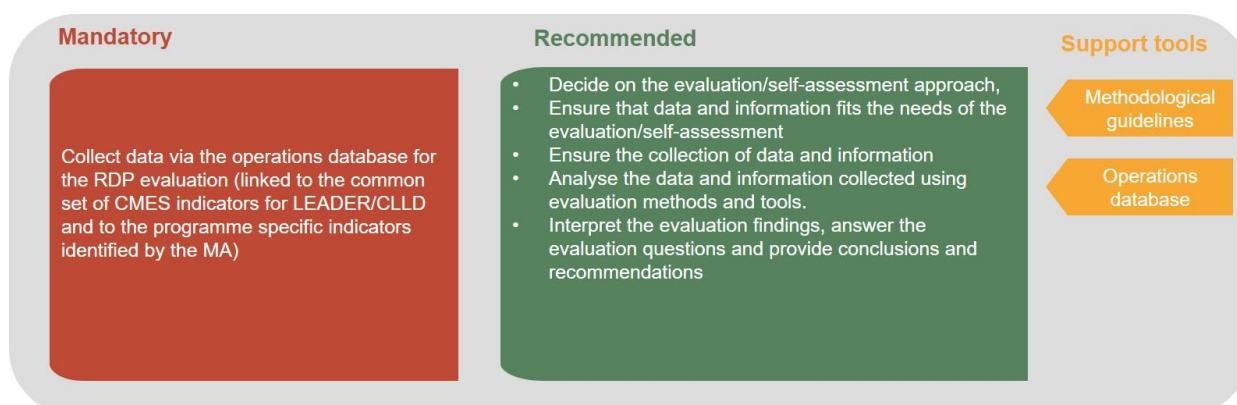 Mandatory
Collect data via the operations database for
the RDP evaluation (linked to the common
set of CMES indicators for LEADER/CLLD
and to the programme specific indicators
identified by the MA)
Recommended
• Decide on the evaluation/self-assessment approach,
• Ensure that data and information fits the needs of the
evaluation/self-assessment
• Ensure the collection of data and information
• Analyse the data and information collected using
evaluation methods and tools.
• Interpret the evaluation findings, answer the
evaluation questions and provide conclusions and
recommendations
Support tools
Methodological
guidelines
Operations
database